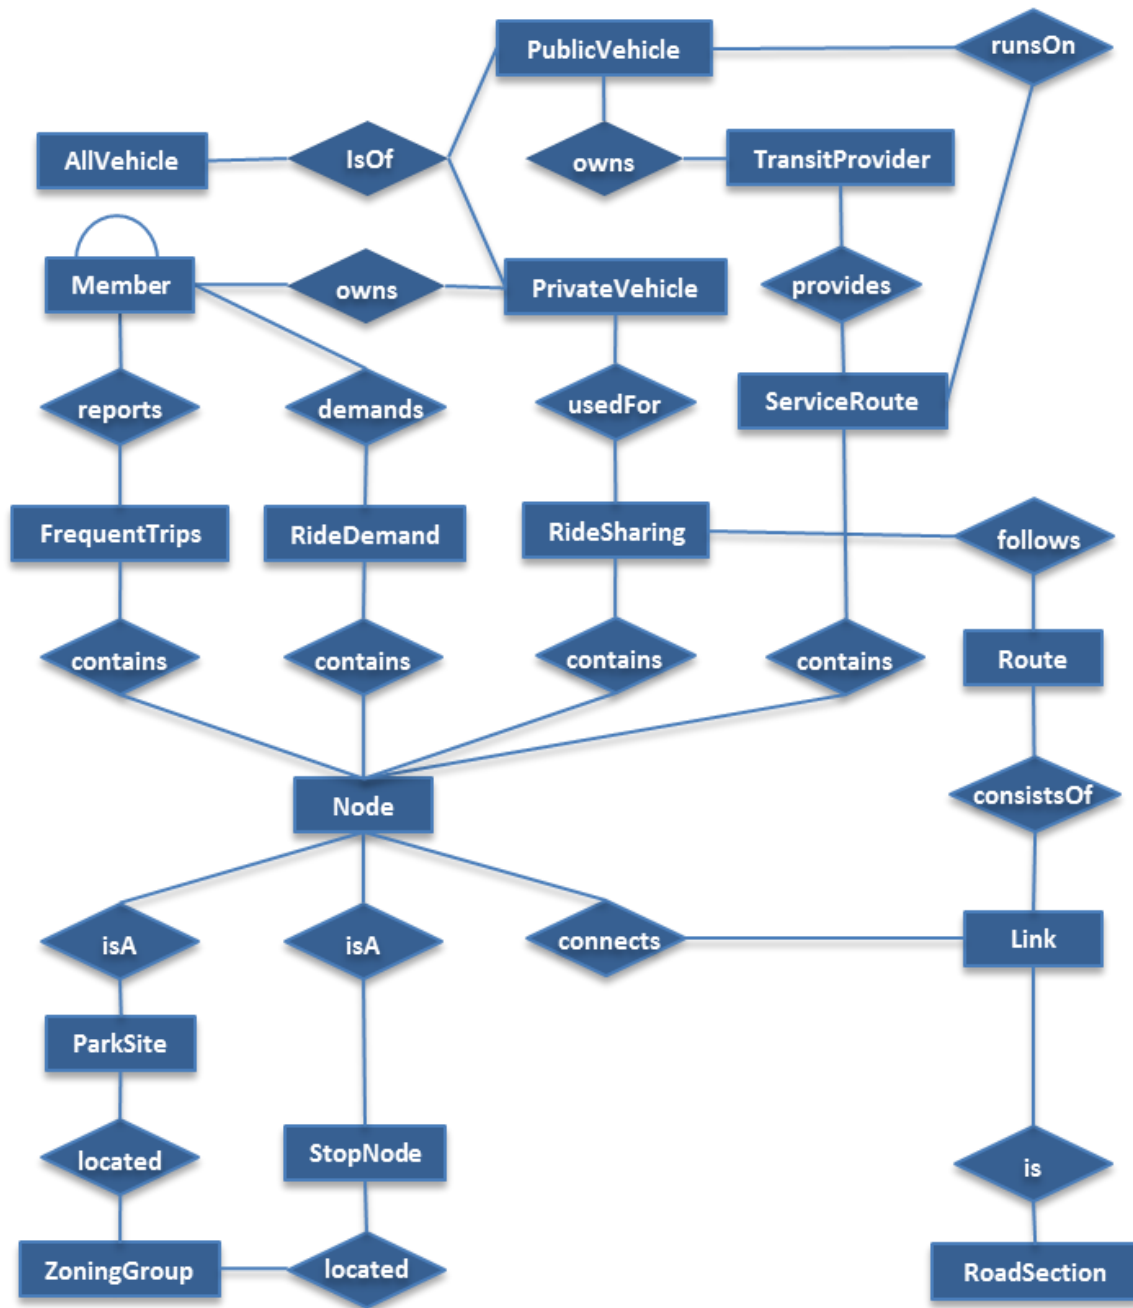 PublicVehicle
runsOn
AllVehicle
IsOf
owns
TransitProvider
Member
owns
PrivateVehicle
provides
reports
demands
usedFor
ServiceRoute
FrequentTrips
RideDemand
RideSharing
follows
contains
contains
contains
contains
Route
Node
consistsOf
isA
isA
connects
Link
ParkSite
located
StopNode
is
ZoningGroup
located
RoadSection